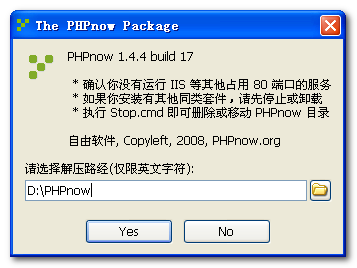 The PHPnow Package
PHPnow 1.4.4 build 17
* 确认你没有运行 IIS 等其他占用 80 端口的服务
* 如果你安装有其他同类套件，请先停止或卸载
* 执行 Stop.cmd 即可删除或移动 PHPnow 目录
自由软件, Copyleft, 2008, PHPnow.org
请选择解压路径(仅限英文字符):
D:\PHPnow
Yes
No